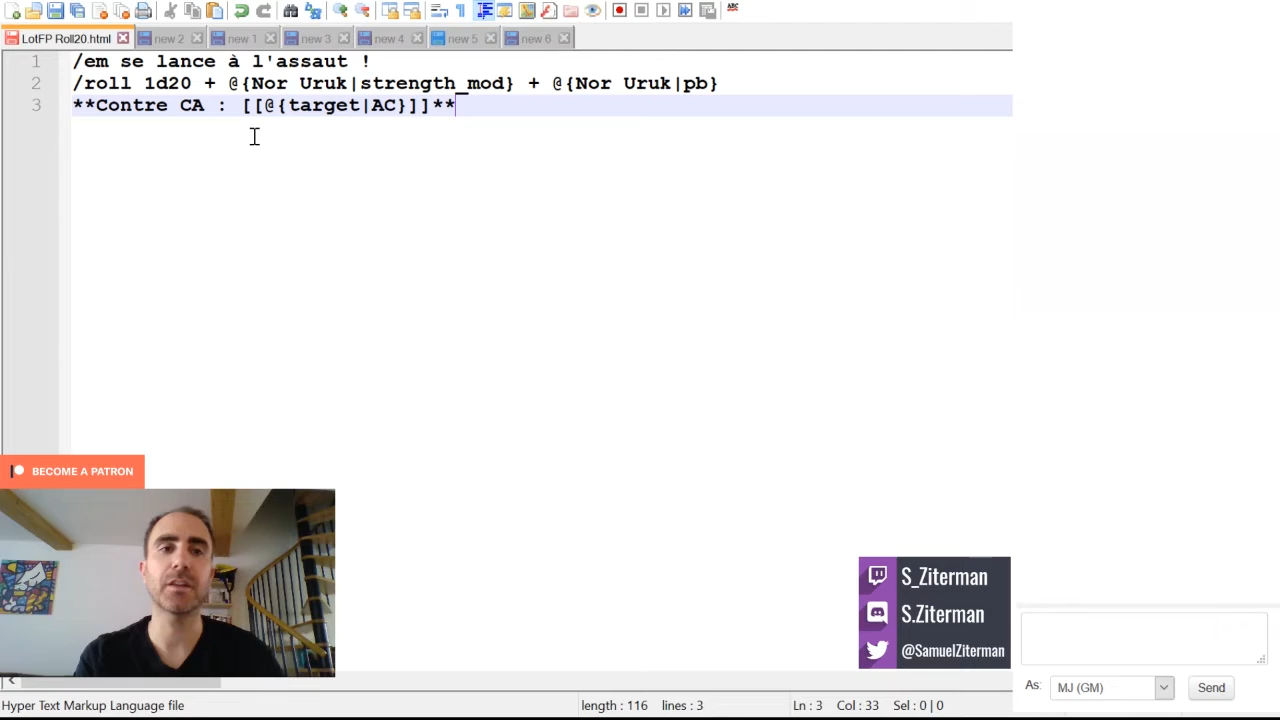 LotFP Roll20.html
new 2
new 1
new 3
new 4
new 5
new 6
ABC
1 /em se lance à l'assaut !
2 /roll 1d20 + @{Nor Uruk|strength_mod} + @{Nor Uruk|pb}
3 **Contre CA : [[@{target|AC}]]**
BECOME A PATRON
S_Ziterman
S.Ziterman
@SamuelZiterman
As: MJ (GM) Send
Hyper Text Markup Language file length : 116 lines : 3 Ln : 3 Col : 33 Sel : 0 | 0